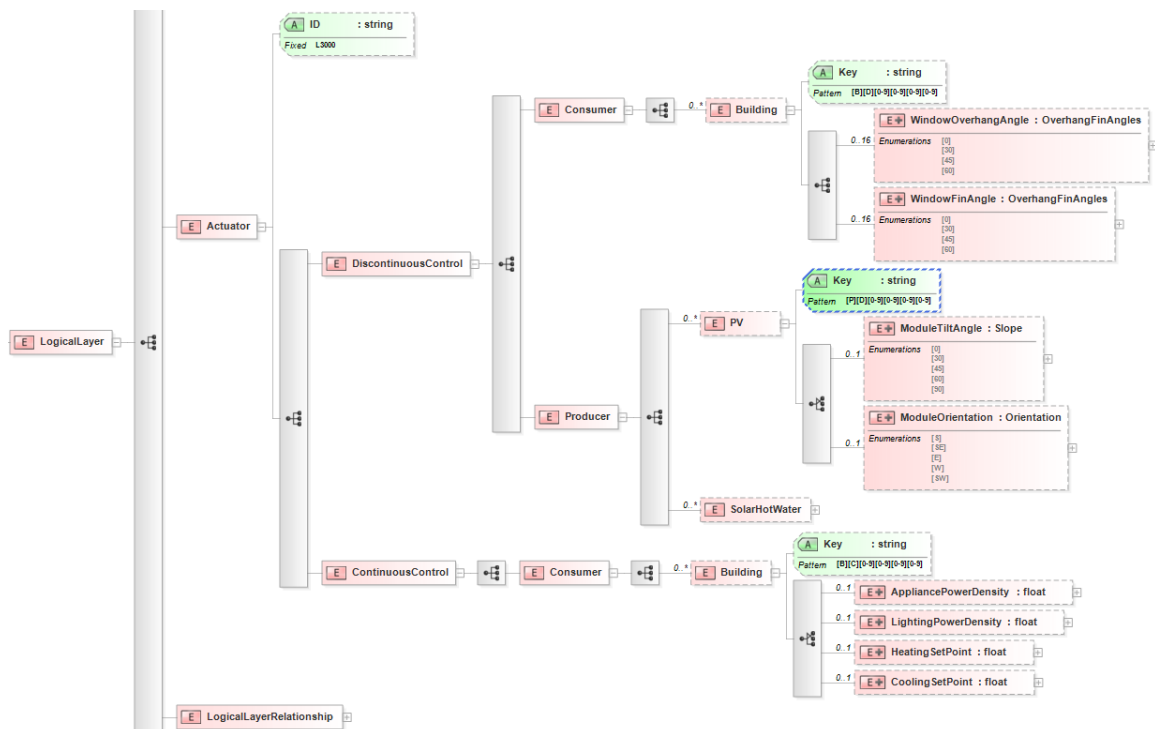 A ID : string
Fixed L3000
A Key : string
Pattern [B][D][0-9][0-9][0-9][0-9]
E Consumer
0..* E Building
E WindowOverhangAngle : OverhangFinAngles
0..16 Enumerations [0]
[30]
[45]
[60]
E WindowFinAngle : OverhangFinAngles
0..16 Enumerations [0]
[30]
[45]
[60]
E Actuator
E DiscontinuousControl
A Key : string
Pattern [P][D][0-9][0-9][0-9][0-9]
0..* E PV
E ModuleTiltAngle : Slope
0..1 Enumerations [0]
[30]
[45]
[60]
[90]
E LogicalLayer
E Producer
E ModuleOrientation : Orientation
0..1 Enumerations [S]
[SE]
[E]
[W]
[SW]
0..* E SolarHotWater
A Key : string
Pattern [B][C][0-9][0-9][0-9][0-9]
E ContinuousControl
E Consumer
0..* E Building
0..1 E AppliancePowerDensity : float
0..1 E LightingPowerDensity : float
0..1 E HeatingSetPoint : float
0..1 E CoolingSetPoint : float
E LogicalLayerRelationship